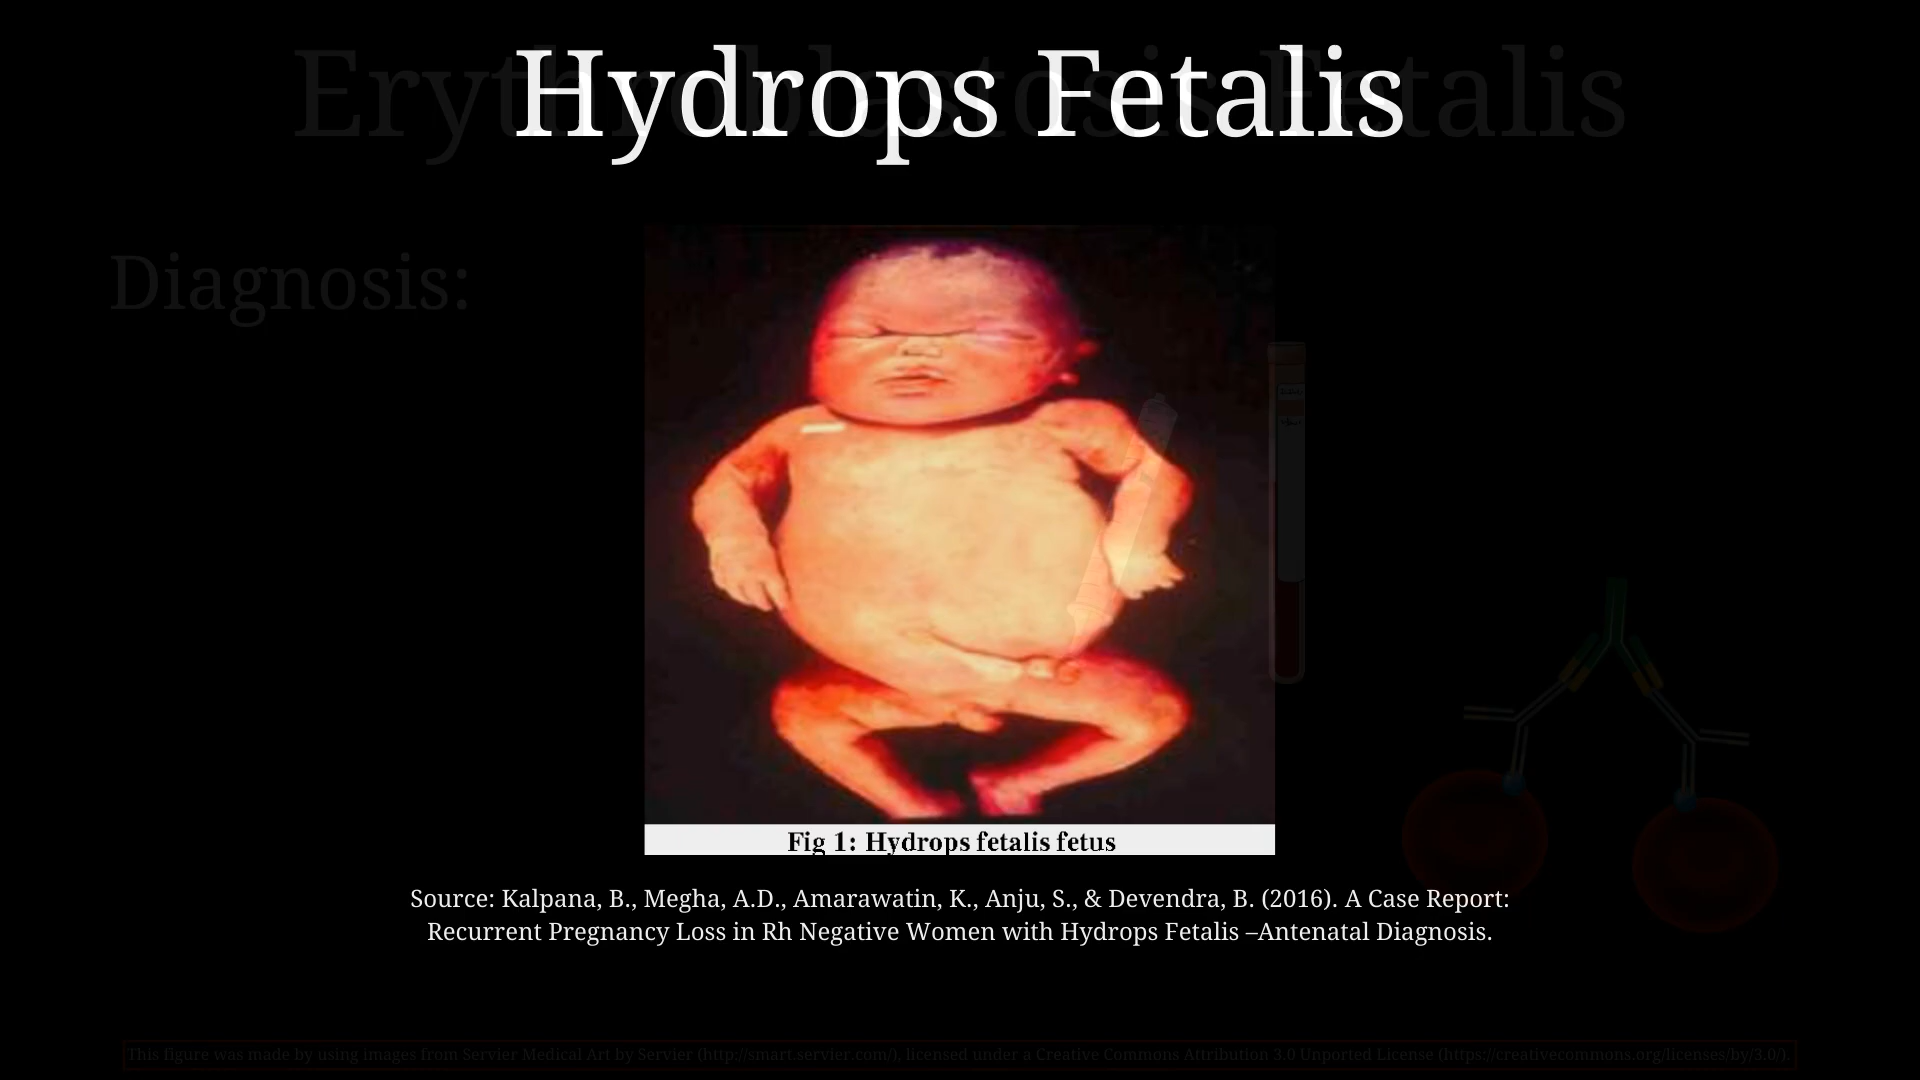 Erythroblastosis Fetalis
Hydrops Fetalis
Diagnosis:
Fig 1: Hydrops fetalis fetus
Source: Kalpana, B., Megha, A.D., Amarawatin, K., Anju, S., & Devendra, B. (2016). A Case Report:
Recurrent Pregnancy Loss in Rh Negative Women with Hydrops Fetalis –Antenatal Diagnosis.
This figure was made by using images from Servier Medical Art by Servier (http://smart.servier.com/), licensed under a Creative Commons Attribution 3.0 Unported License (https://creativecommons.org/licenses/by/3.0/).